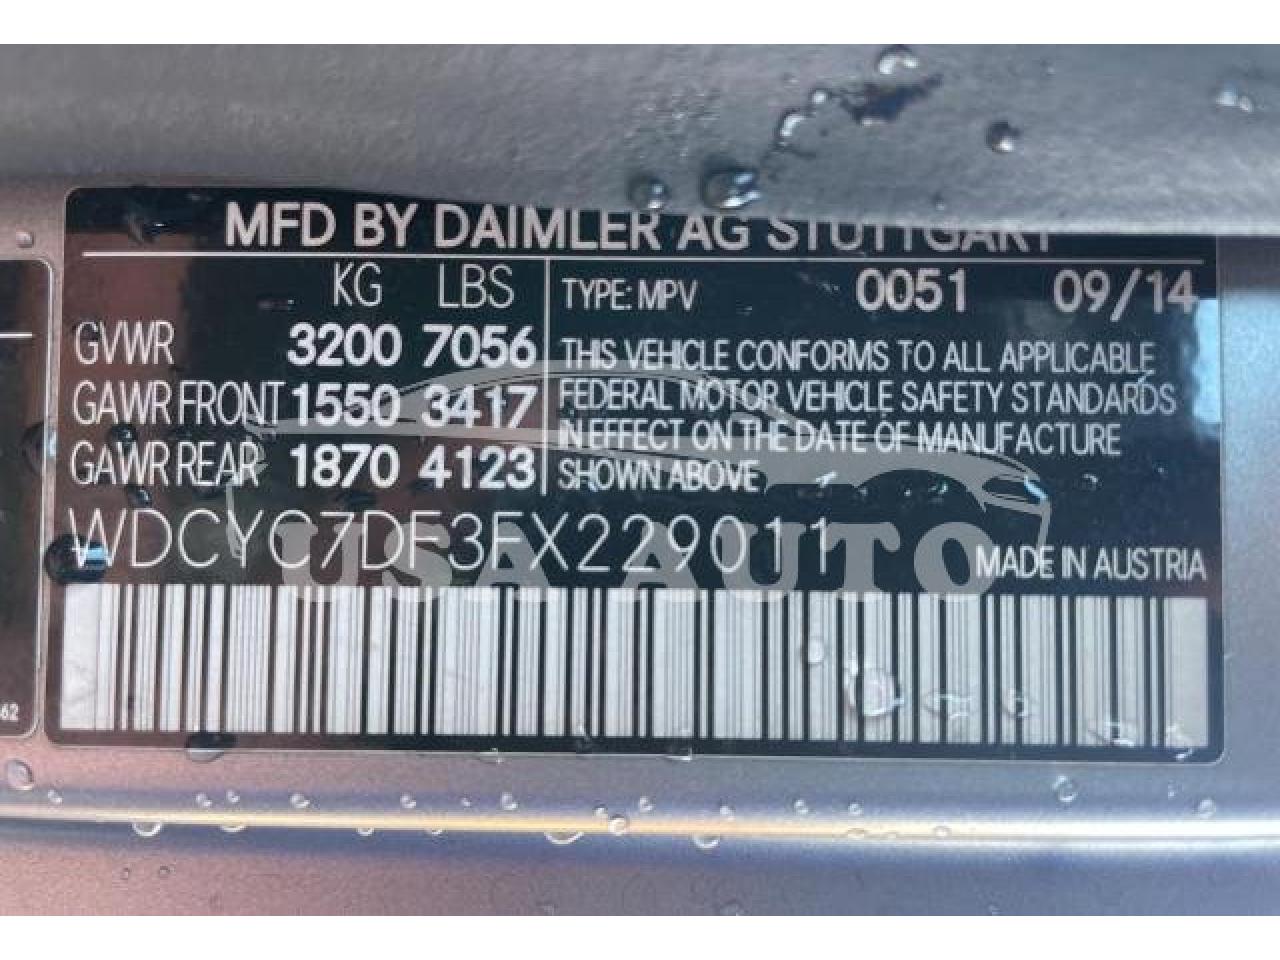 MFD BY DAIMLER AG STUTTGART
KG LBS
GVWR 3200 7056
GAWR FRONT 1550 3417
GAWR REAR 1870 4123
TYPE: MPV 0051 09/14
THIS VEHICLE CONFORMS TO ALL APPLICABLE
FEDERAL MOTOR VEHICLE SAFETY STANDARDS
IN EFFECT ON THE DATE OF MANUFACTURE
SHOWN ABOVE
WDCYC7DF3FX229011
MADE IN AUSTRIA
USA AUTO